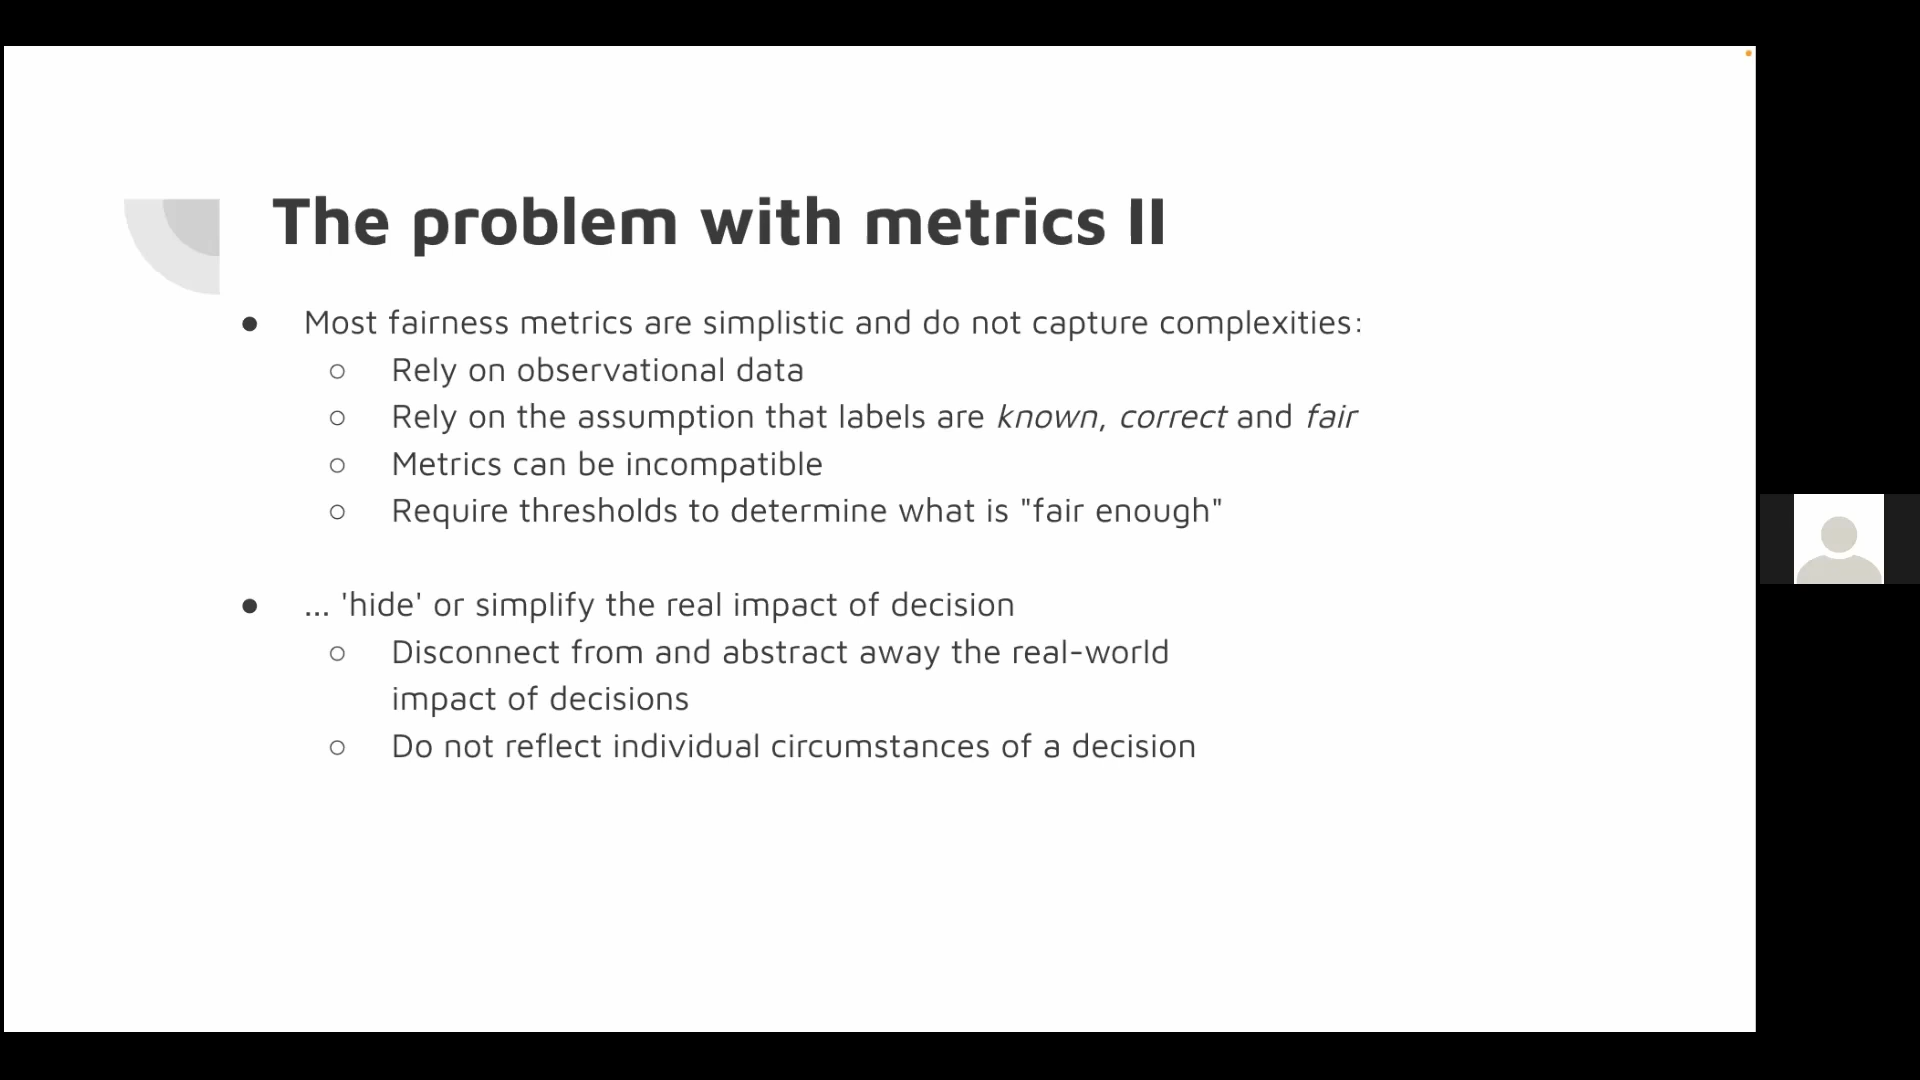 The problem with metrics II
● Most fairness metrics are simplistic and do not capture complexities:
○ Rely on observational data
○ Rely on the assumption that labels are known, correct and fair
○ Metrics can be incompatible
○ Require thresholds to determine what is "fair enough"
● ... 'hide' or simplify the real impact of decision
○ Disconnect from and abstract away the real-world
impact of decisions
○ Do not reflect individual circumstances of a decision